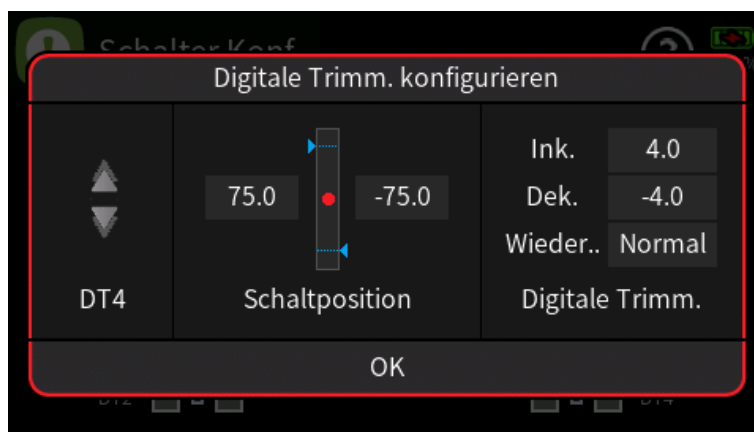 Schalter Konf
?
Digitale Trimm. konfigurieren
75.0
-75.0
Ink. 4.0
Dek. -4.0
Wieder.. Normal
DT4
Schaltposition
Digitale Trimm.
OK
DT2
DT4